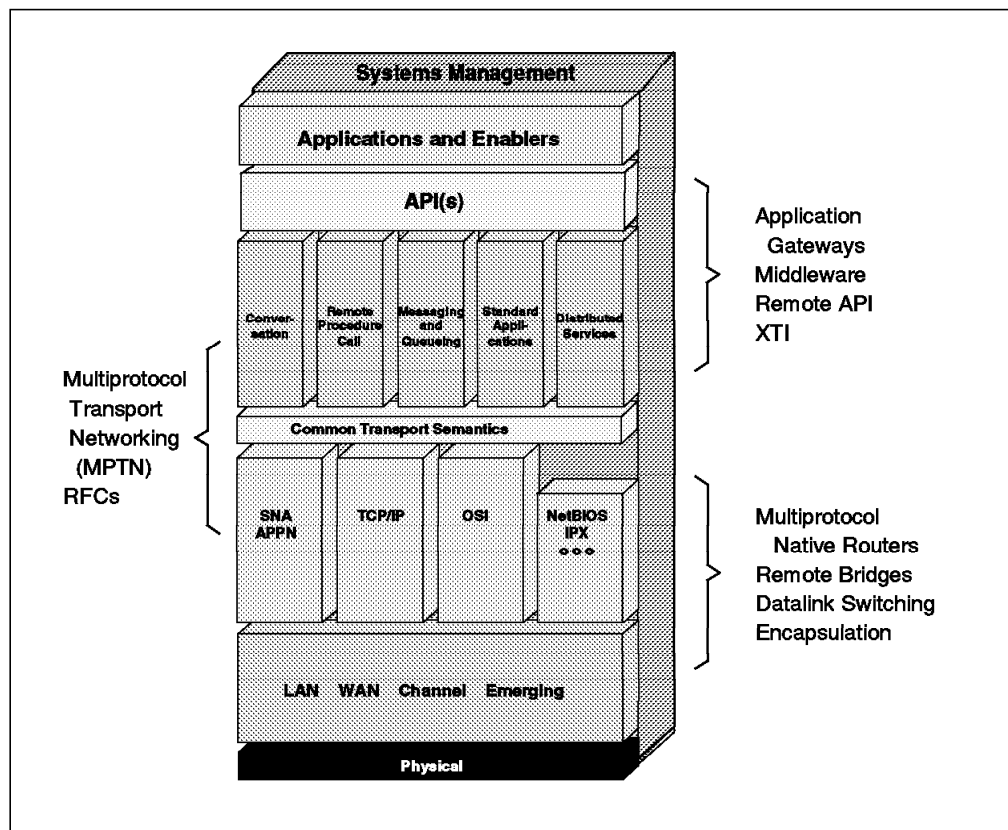 Systems Management
Applications and Enablers
API(s)
Conver-
sation
Remote
Procedure
Call
Messaging
and
Queueing
Standard
Appli-
cations
Distributed
Services
Common Transport Semantics
SNA
APPN
TCP/IP
OSI
NetBIOS
IPX
LAN WAN Channel Emerging
Physical
Multiprotocol
Transport
Networking
(MPTN)
RFCs
Application
Gateways
Middleware
Remote API
XTI
Multiprotocol
Native Routers
Remote Bridges
Datalink Switching
Encapsulation